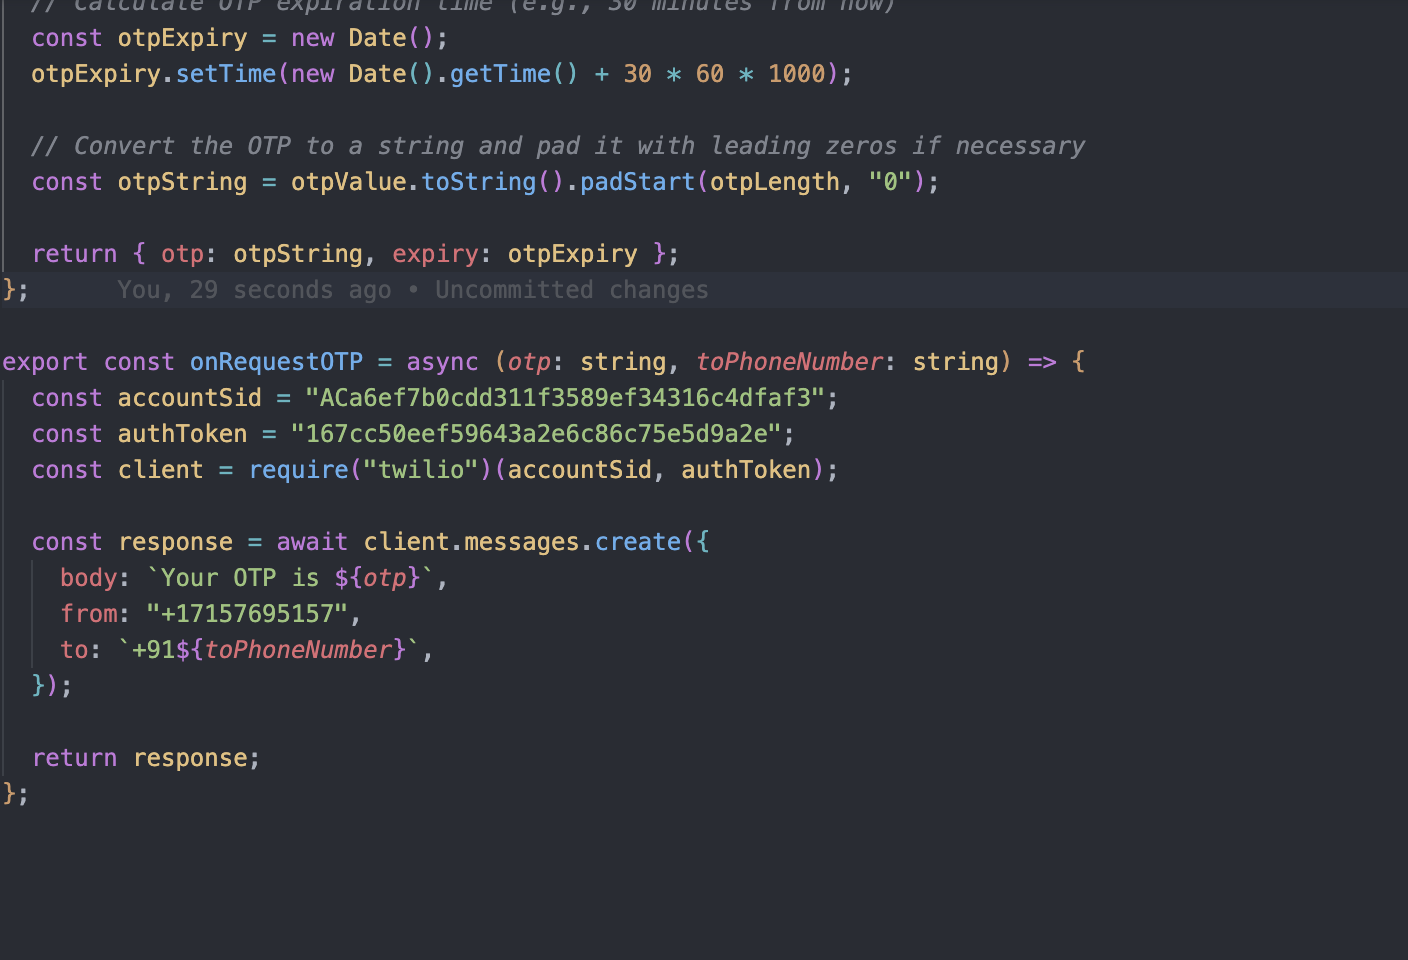 // Calculate OTP expiration time (e.g., 30 minutes from now)
const otpExpiry = new Date();
otpExpiry.setTime(new Date().getTime() + 30 * 60 * 1000);
// Convert the OTP to a string and pad it with leading zeros if necessary
const otpString = otpValue.toString().padStart(otpLength, "0");
return { otp: otpString, expiry: otpExpiry };
}; You, 29 seconds ago • Uncommitted changes
export const onRequestOTP = async (otp: string, toPhoneNumber: string) => {
const accountSid = "ACa6ef7b0cdd311f3589ef34316c4dfaf3";
const authToken = "167cc50eef59643a2e6c86c75e5d9a2e";
const client = require("twilio")(accountSid, authToken);
const response = await client.messages.create({
body: `Your OTP is ${otp}`,
from: "+17157695157",
to: `+91${toPhoneNumber}`,
});
return response;
};